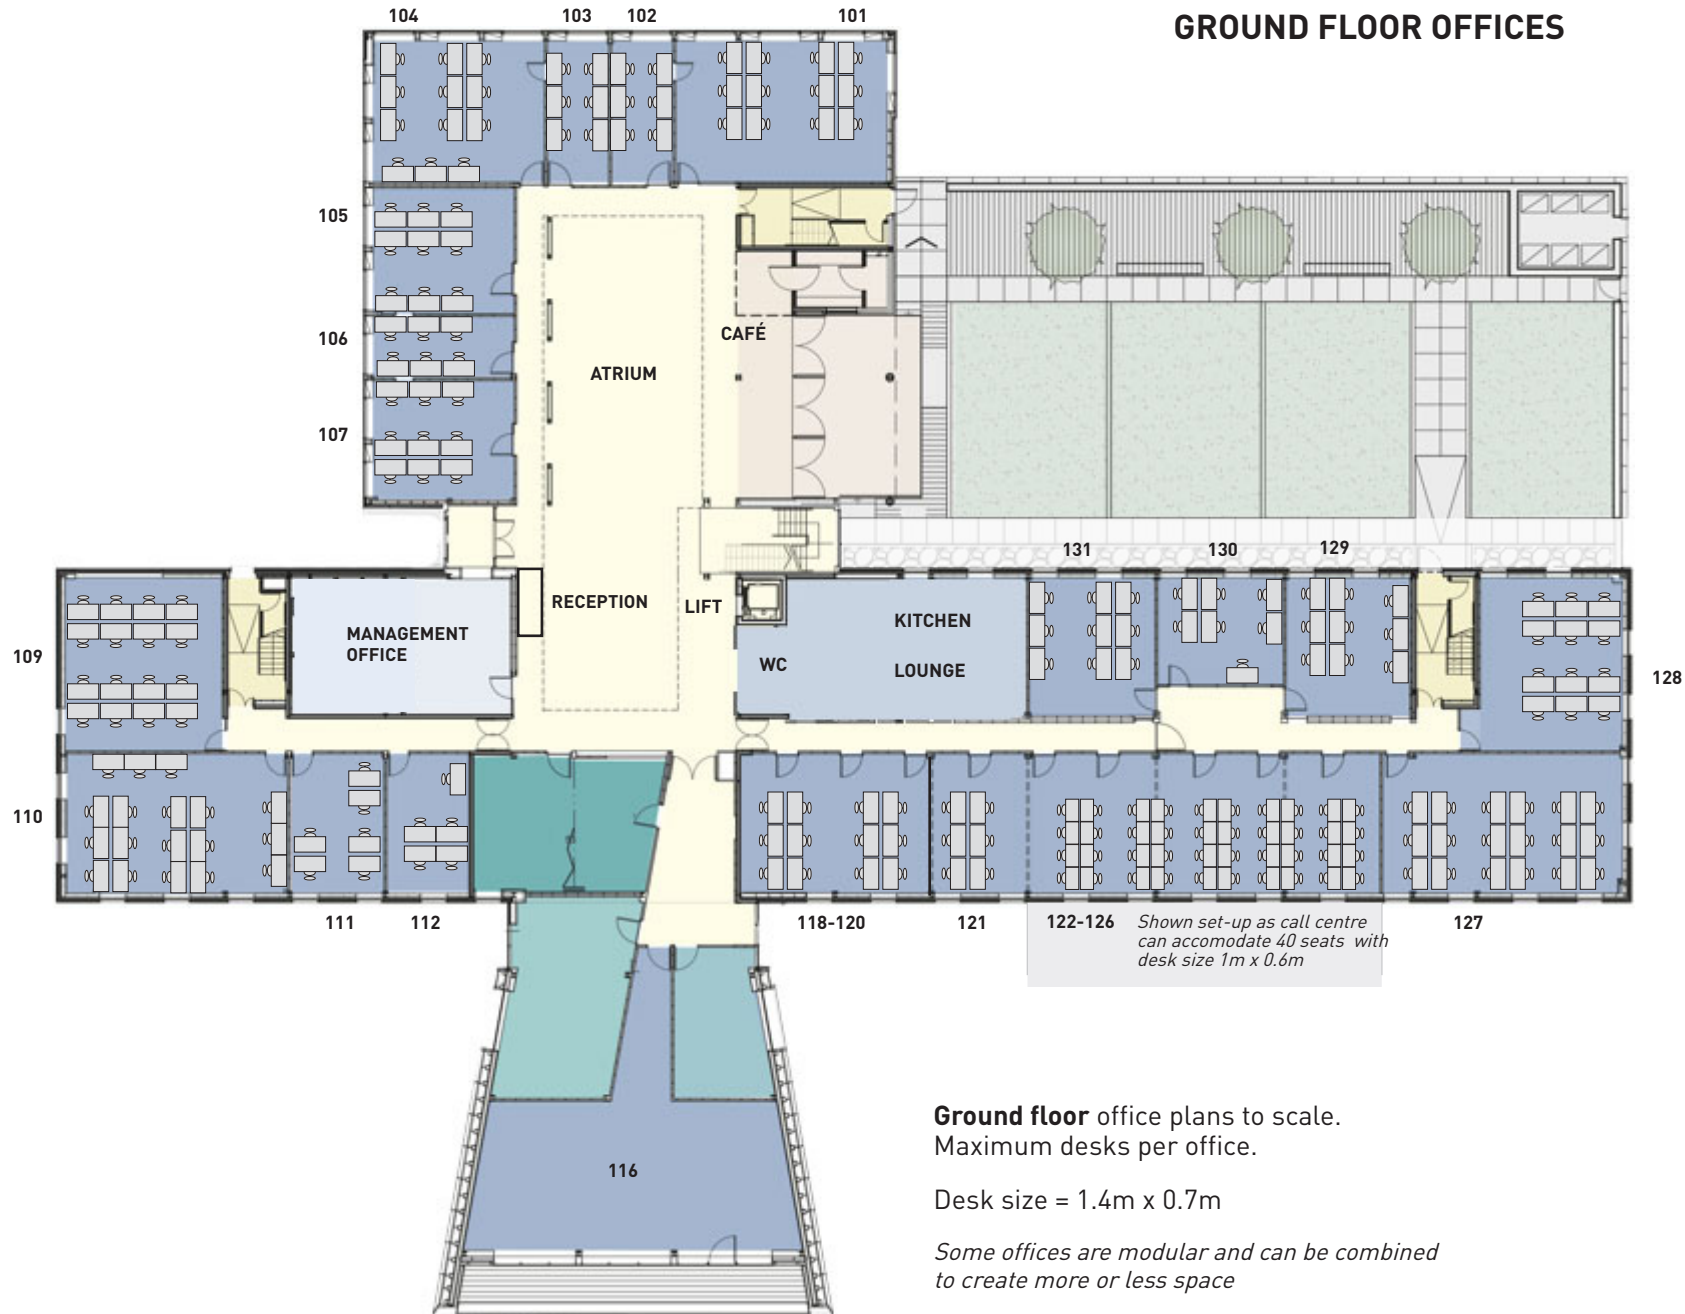 104
103
102
101
GROUND FLOOR OFFICES
105
106
107
CAFÉ
ATRIUM
131
130
129
RECEPTION
LIFT
MANAGEMENT
OFFICE
KITCHEN
WC
LOUNGE
109
128
110
111
112
118-120
121
122-126
Shown set-up as call centre
can accomodate 40 seats with
desk size 1m x 0.6m
127
116
Ground floor office plans to scale.
Maximum desks per office.
Desk size = 1.4m x 0.7m
Some offices are modular and can be combined
to create more or less space